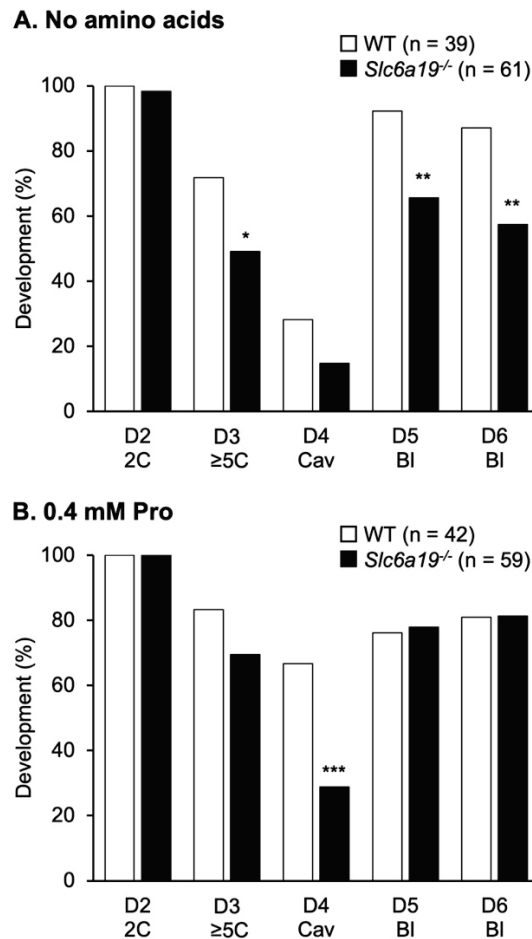 A. No amino acids
WT (n = 39)
Slc6a19-/- (n = 61)
Development (%)
100
80
60
40
20
0
*
**
**
D2 D3 D4 D5 D6
2C ≥5C Cav Bl Bl
B. 0.4 mM Pro
WT (n = 42)
Slc6a19-/- (n = 59)
Development (%)
100
80
60
40
20
0
***
D2 D3 D4 D5 D6
2C ≥5C Cav Bl Bl